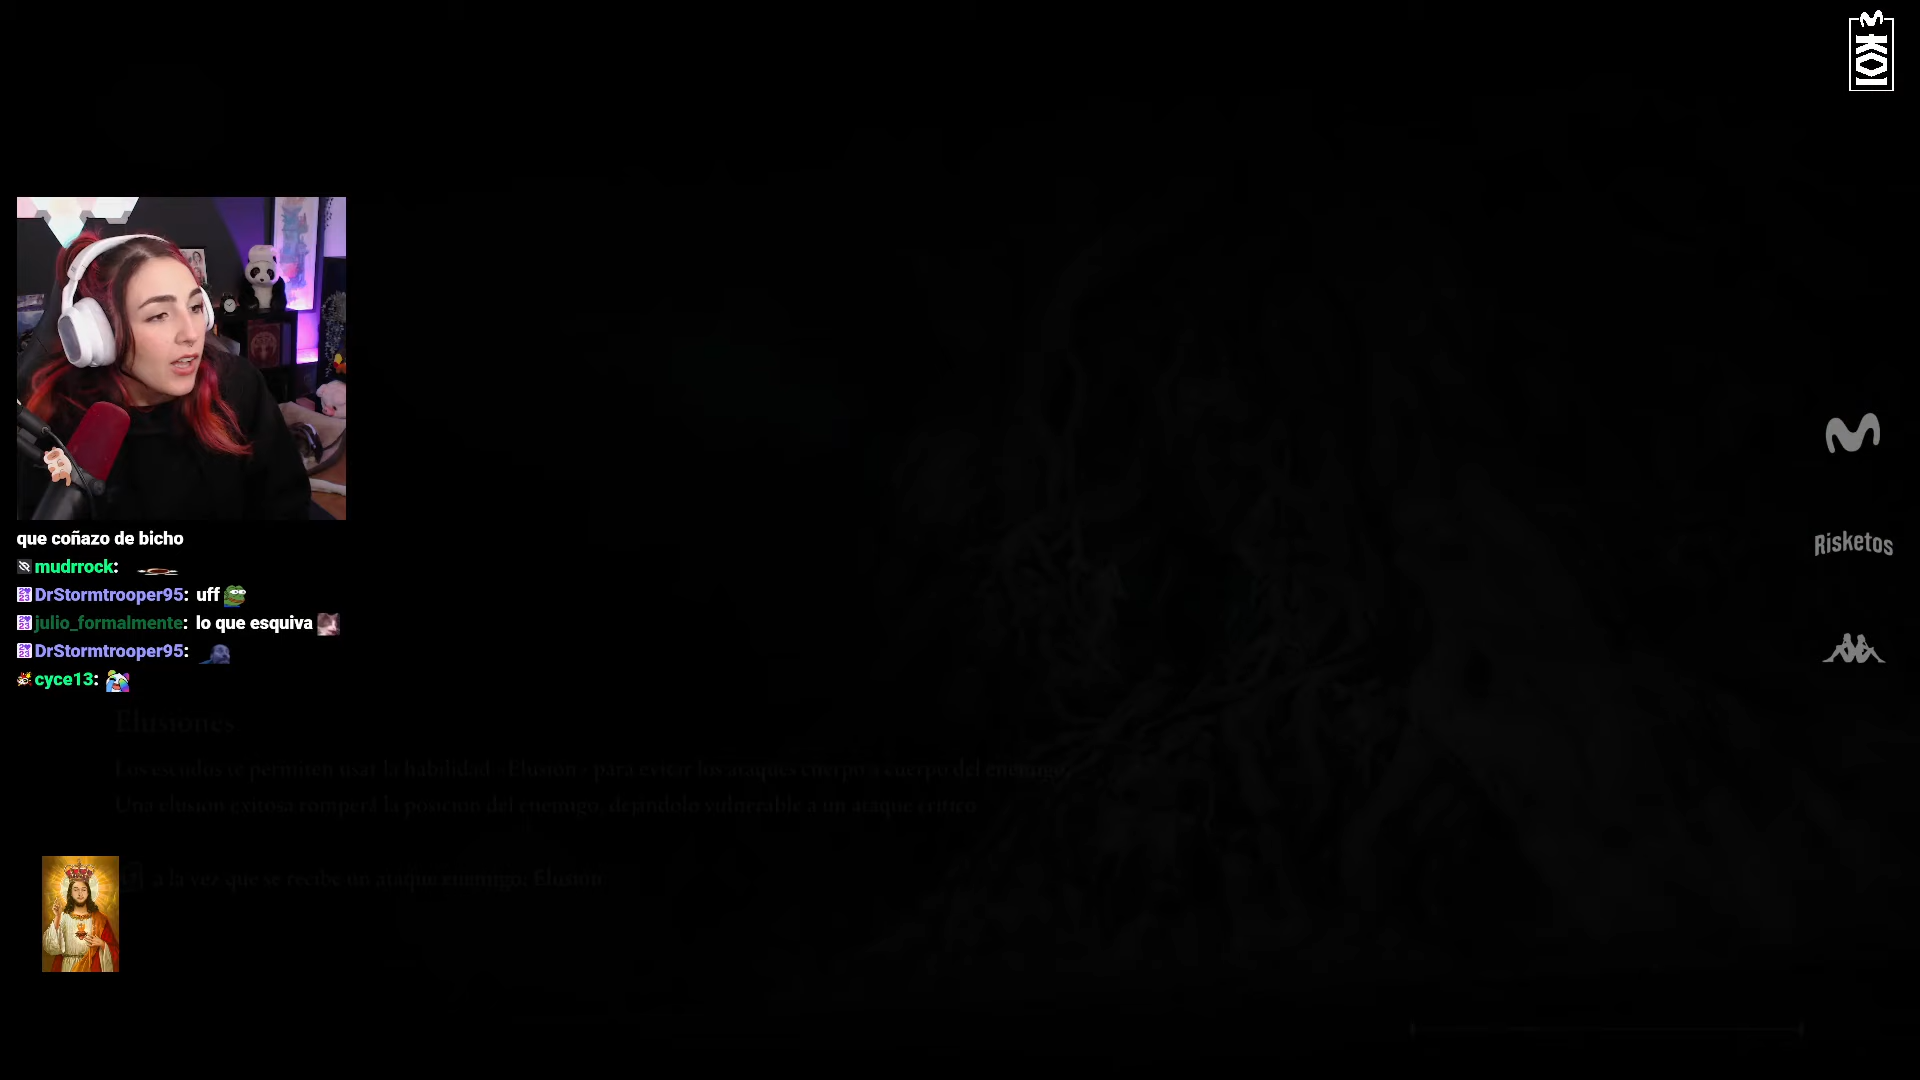 KOI
que coñazo de bicho
mudrrock:
DrStormtrooper95: uff
julio_formalmente: lo que esquiva
DrStormtrooper95:
cyce13:
Risketos
Elusiones
Los escudos te permiten usar la habilidad «Elusión» para evitar los ataques cuerpo a cuerpo del enemigo.
Una elusión exitosa romperá la posición del enemigo, dejándolo vulnerable a un ataque crítico
a la vez que se recibe un ataque enemigo: Elusión